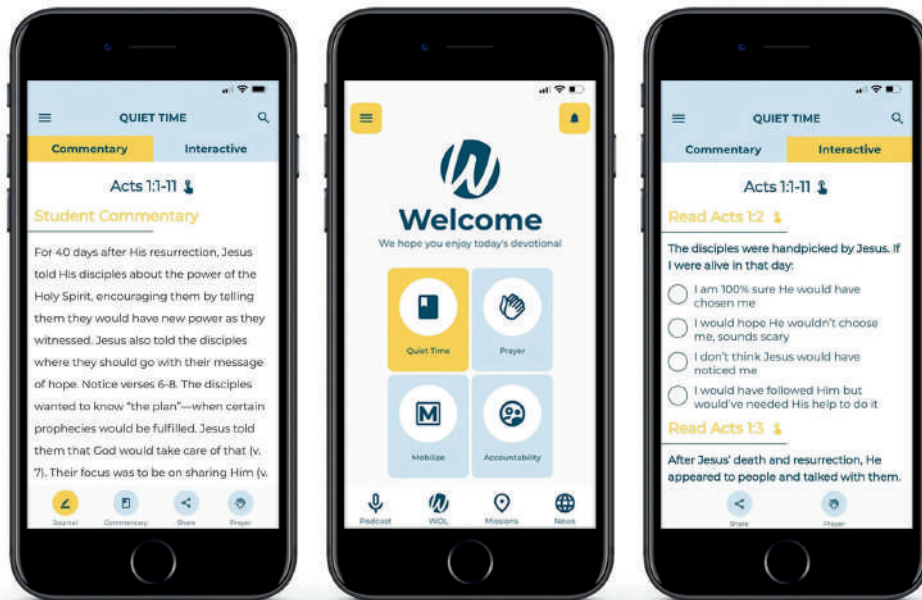 QUIET TIME
Commentary
Interactive
Acts 1:1-11
Student Commentary
For 40 days after His resurrection, Jesus
told His disciples about the power of the
Holy Spirit, encouraging them by telling
them they would have new power as they
witnessed. Jesus also told the disciples
where they should go with their message
of hope. Notice verses 6-8. The disciples
wanted to know "the plan"—when certain
prophecies would be fulfilled. Jesus told
them that God would take care of that (v.
7). Their focus was to be on sharing Him (v.
Journal
Commentary
Share
Prayer
W
Welcome
We hope you enjoy today's devotional
Quiet Time
Prayer
M
Mobilize
Accountability
Podcast
WOL
Missions
News
QUIET TIME
Commentary
Interactive
Acts 1:1-11
Read Acts 1:2
The disciples were handpicked by Jesus. If
I were alive in that day:
I am 100% sure He would have
chosen me
I would hope He wouldn't choose
me, sounds scary
I don't think Jesus would have
noticed me
I would have followed Him but
would've needed His help to do it
Read Acts 1:3
After Jesus' death and resurrection, He
appeared to people and talked with them.
Share
Prayer